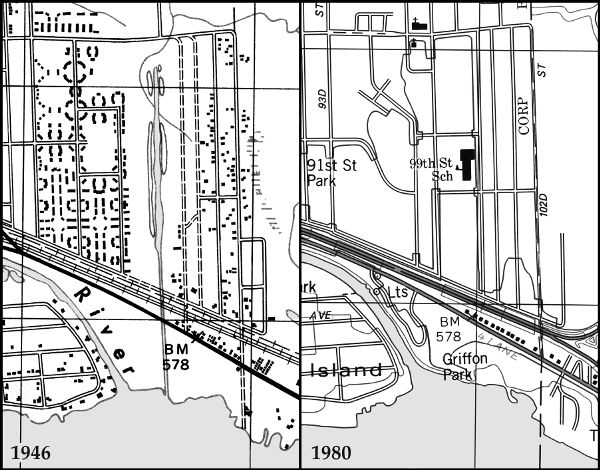 River
BM
578
1946
ST
93D
CORP
ST
91st St
Park
99th St
Sch
102D
rk
Lts
AVE
BM
578
4 LANE
Griffon
Park
Island
T
1980